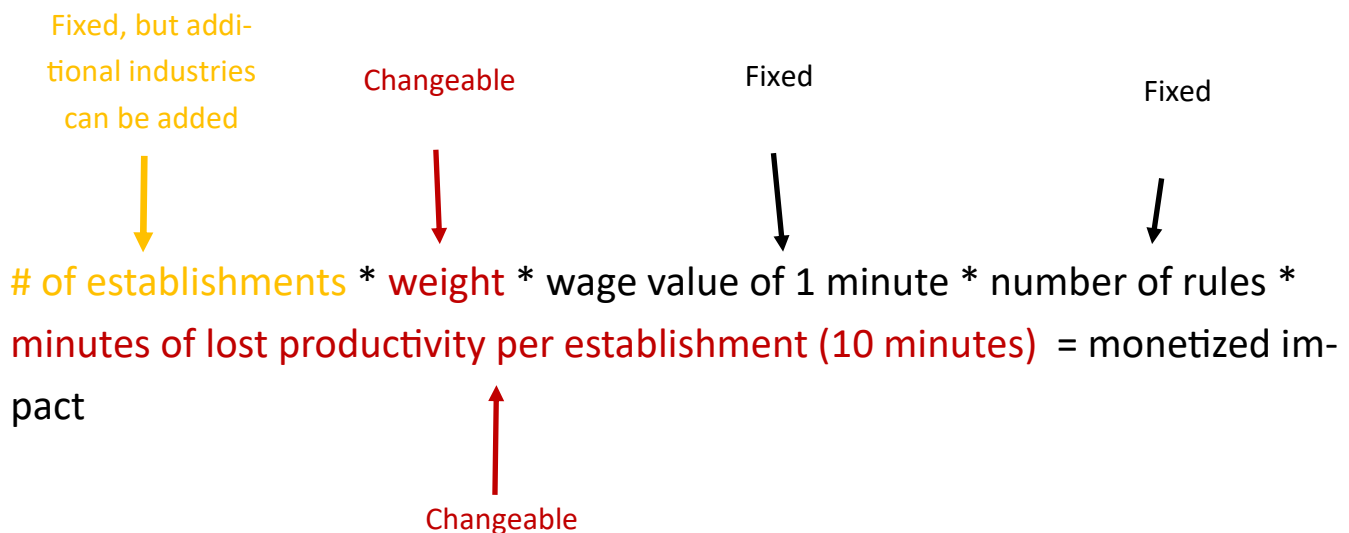 Fixed, but addi-
tional industries
can be added
Changeable
Fixed
Fixed
# of establishments * weight * wage value of 1 minute * number of rules *
minutes of lost productivity per establishment (10 minutes) = monetized im-
pact
Changeable